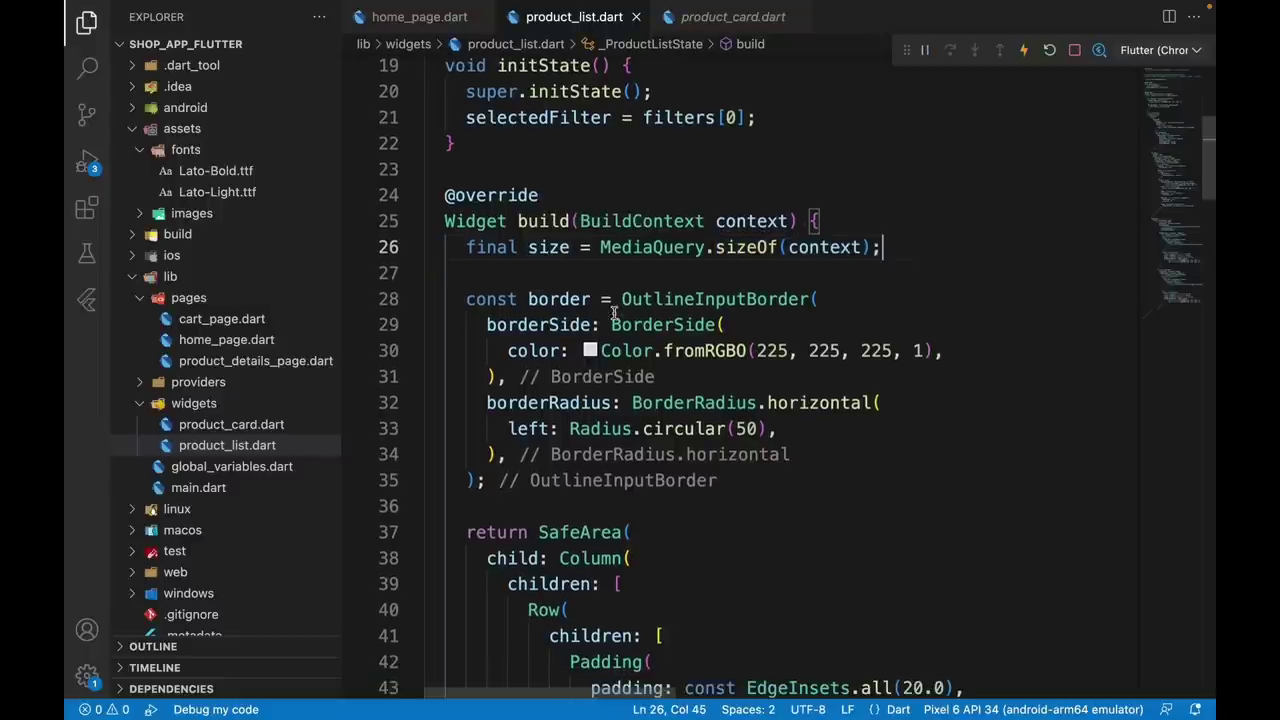 EXPLORER
SHOP_APP_FLUTTER
.dart_tool
.idea
android
assets
fonts
Aa Lato-Bold.ttf
Aa Lato-Light.ttf
images
build
ios
lib
pages
cart_page.dart
home_page.dart
product_details_page.dart
providers
widgets
product_card.dart
product_list.dart
global_variables.dart
main.dart
linux
macos
test
web
windows
.gitignore
.metadata
OUTLINE
TIMELINE
DEPENDENCIES
3
1
home_page.dart
product_list.dart
product_card.dart
lib > widgets > product_list.dart > _ProductListState > build
Flutter (Chror
19 void initState() {
20 super.initState();
21 selectedFilter = filters[0];
22 }
23
24 @override
25 Widget build(BuildContext context) {
26 final size = MediaQuery.sizeOf(context);
27
28 const border = OutlineInputBorder(
29 borderSide: BorderSide(
30 color: Color.fromRGBO(225, 225, 225, 1),
31 ), // BorderSide
32 borderRadius: BorderRadius.horizontal(
33 left: Radius.circular(50),
34 ), // BorderRadius.horizontal
35 ); // OutlineInputBorder
36
37 return SafeArea(
38 child: Column(
39 children: [
40 Row(
41 children: [
42 Padding(
43 padding: const EdgeInsets.all(20.0),
0 0 Debug my code Ln 26, Col 45 Spaces: 2 UTF-8 LF {} Dart Pixel 6 API 34 (android-arm64 emulator)